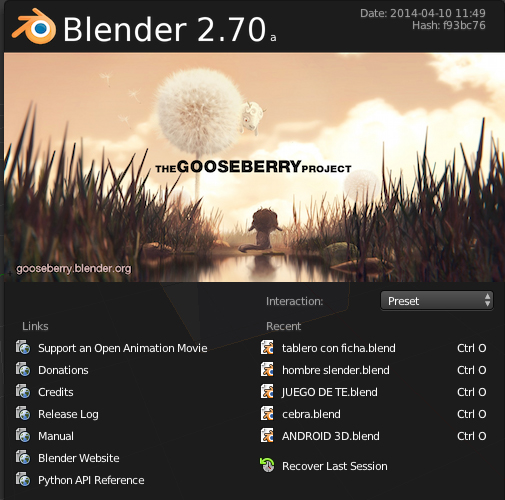 Blender 2.70 a
Date: 2014-04-10 11:49
Hash: f93bc76
THEGOOSEBERRYPROJECT
gooseberry.blender.org
Interaction: Preset
Links
Support an Open Animation Movie
Donations
Credits
Release Log
Manual
Blender Website
Python API Reference
Recent
tablero con ficha.blend Ctrl O
hombre slender.blend Ctrl O
JUEGO DE TE.blend Ctrl O
cebra.blend Ctrl O
ANDROID 3D.blend Ctrl O
Recover Last Session